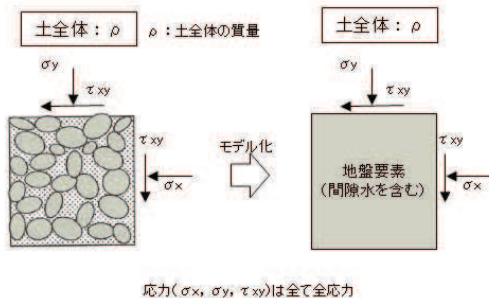 土全体：ρ
ρ：土全体の質量
土全体：ρ
σy
τxy
τxy
σx
モデル化
σy
τxy
τxy
σx
地盤要素
(間隙水を含む)
応力(σx，σy，τxy)は全て全応力